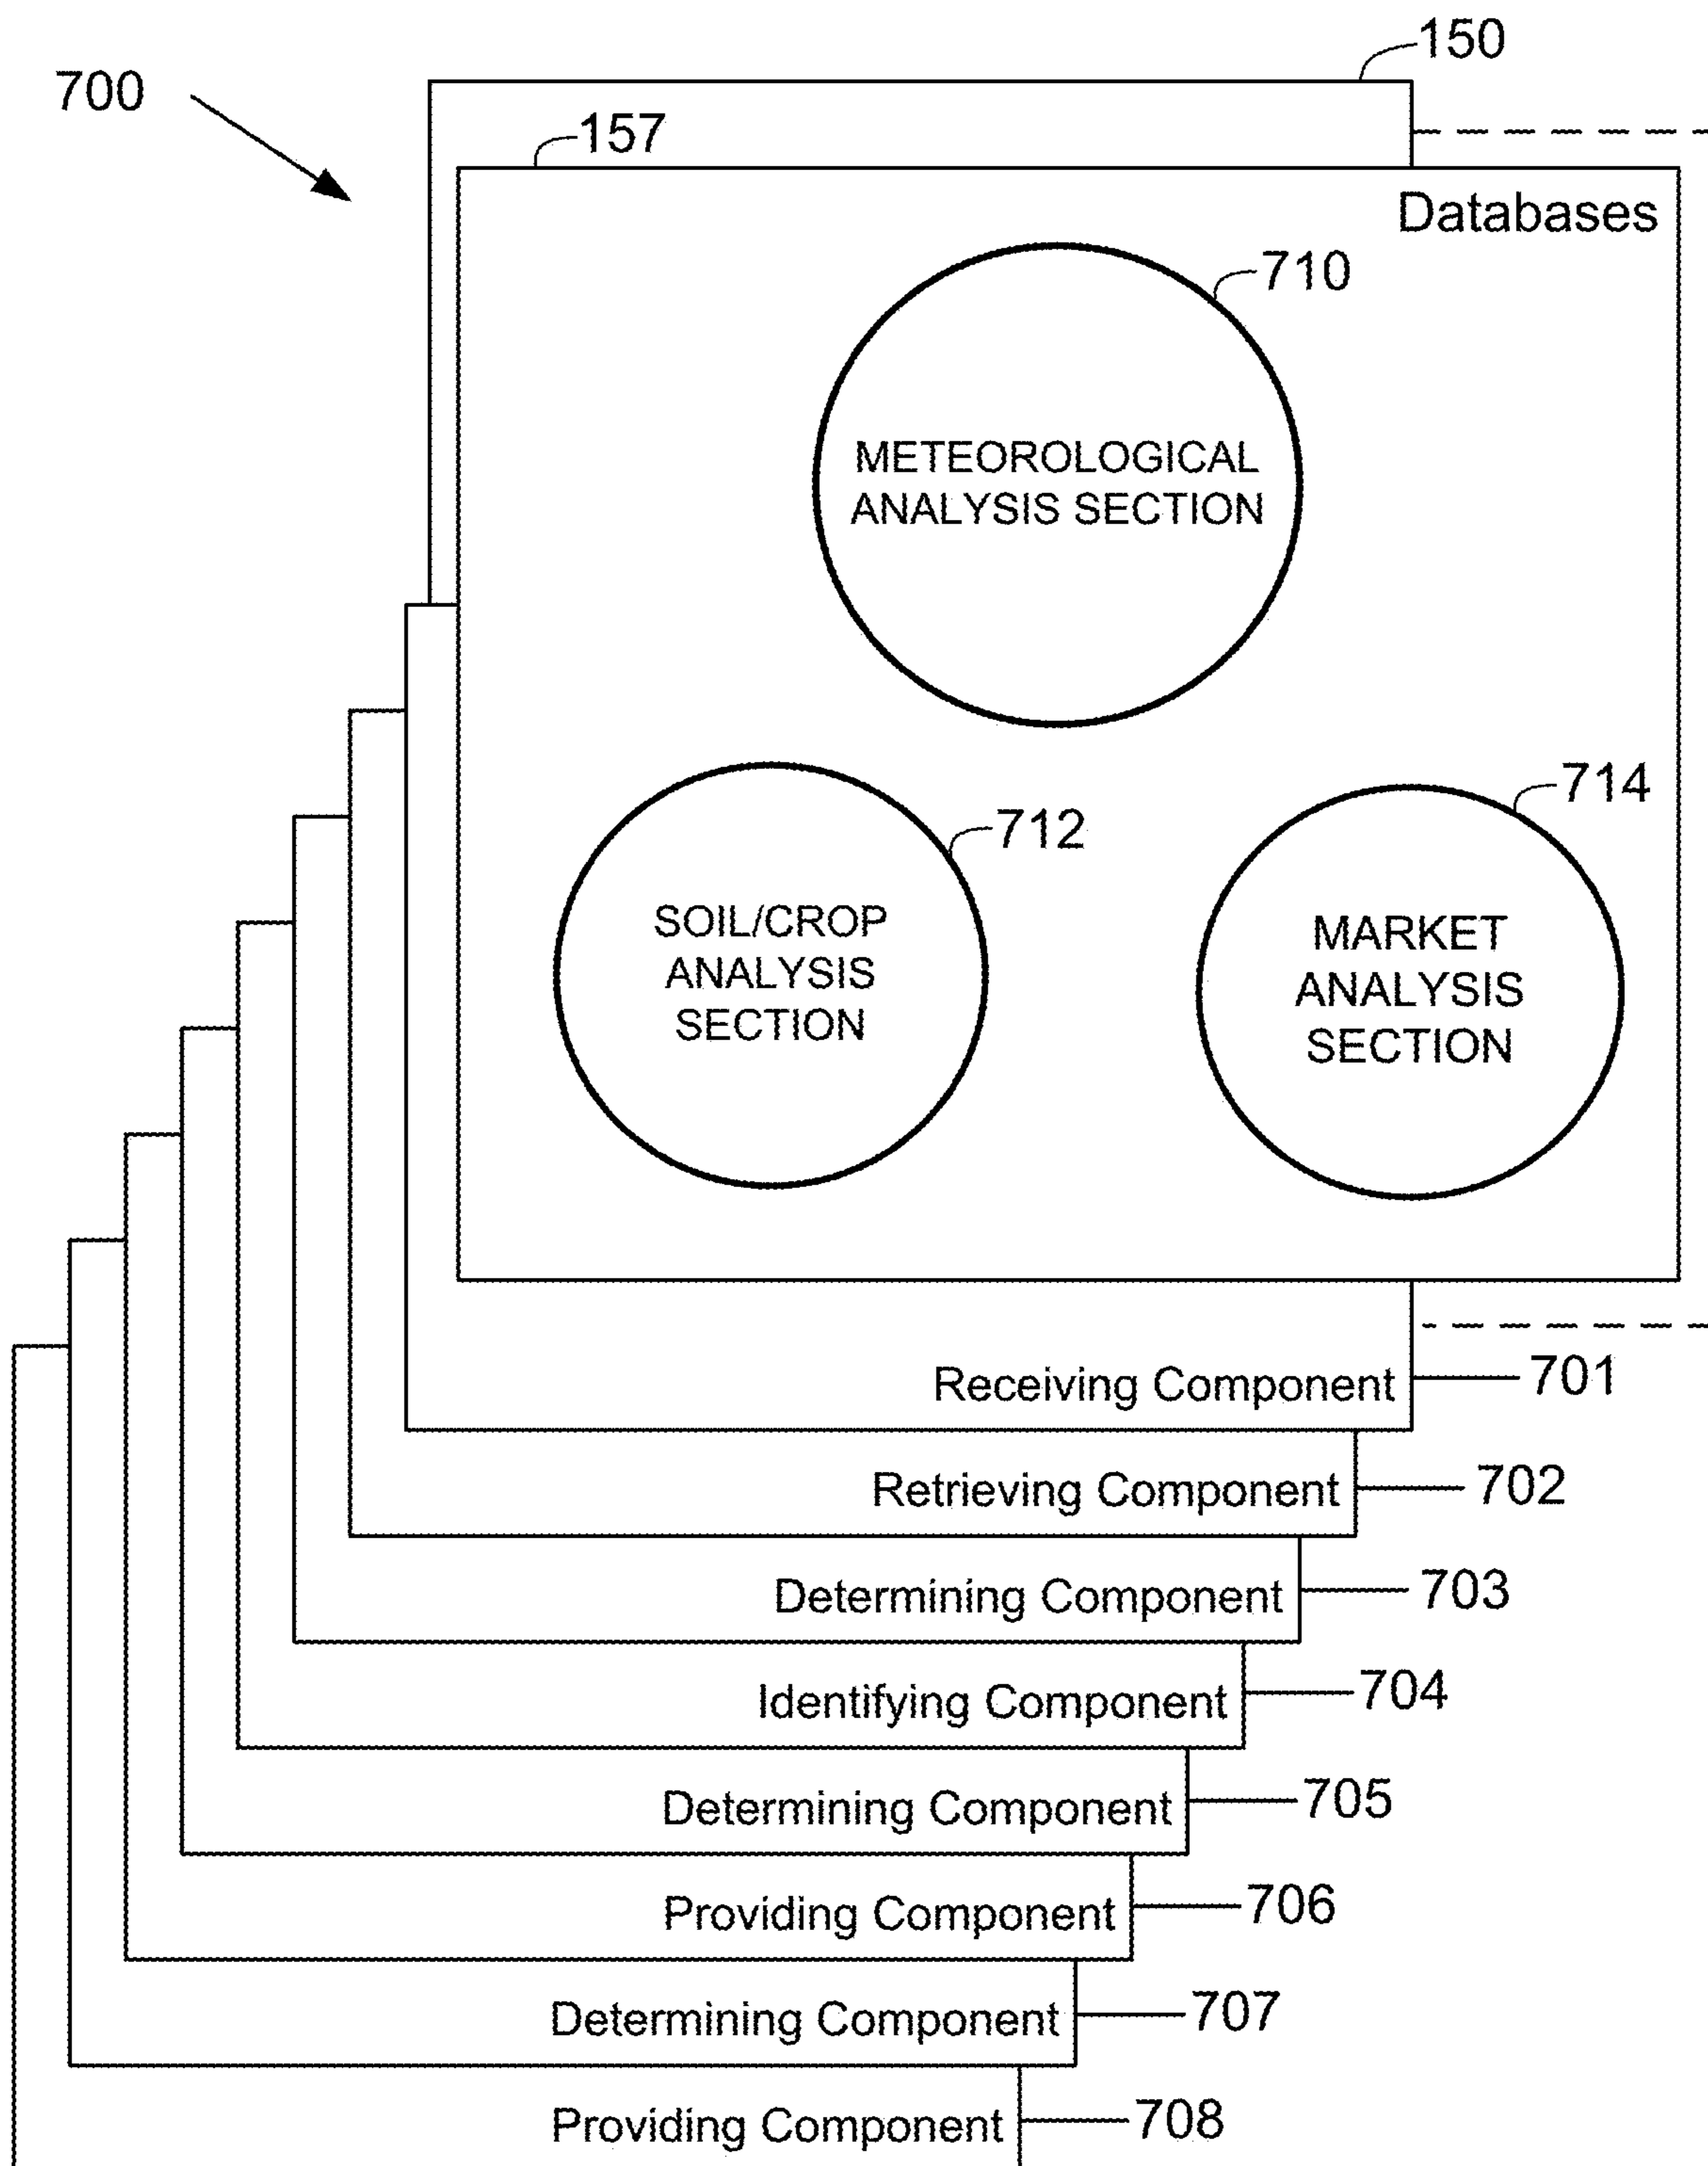 150
700
157
Databases
710
METEOROLOGICAL
ANALYSIS SECTION
714
712
SOIL/CROP
ANALYSIS
SECTION
MARKET
ANALYSIS
SECTION
Receiving Component
701
Retrieving Component
702
Determining Component
703
Identifying Component
704
Determining Component
705
Providing Component
706
Determining Component
707
Providing Component
708